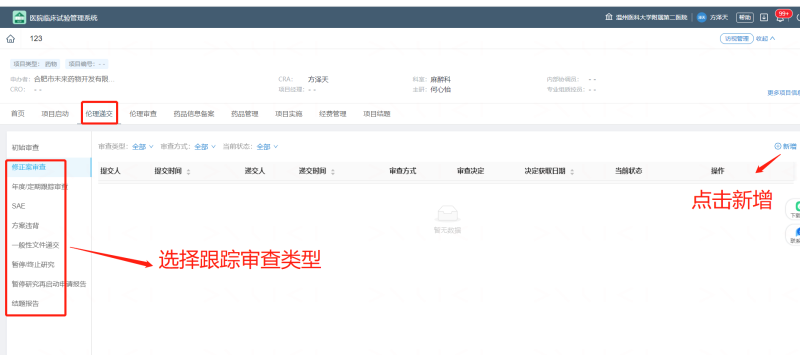 医院临床试验管理系统
温州医科大学附属第二医院 方泽天 帮助 99+
123
访视管理 收起
项目类型: 药物 项目编号: --
申办者: 合肥市未来药物开发有限... CRA: 方泽天 科室: 麻醉科 内部协调员: --
CRO: -- 项目经理: -- 主研: 何心怡 专业组随访员: --
更多项目信息
首页 项目启动 伦理递交 伦理审查 药品信息备案 药品管理 项目实施 经费管理 项目结题
初始审查
修正案审查
年度/定期跟踪审查
SAE
方案违背
一般性文件递交
暂停/终止研究
暂停研究再启动申请报告
结题报告
审查类型: 全部 审查方式: 全部 当前状态: 全部
新增
提交人 提交时间 递交人 递交时间 审查方式 审查决定 决定获取日期 当前状态 操作
暂无数据
点击新增
选择跟踪审查类型